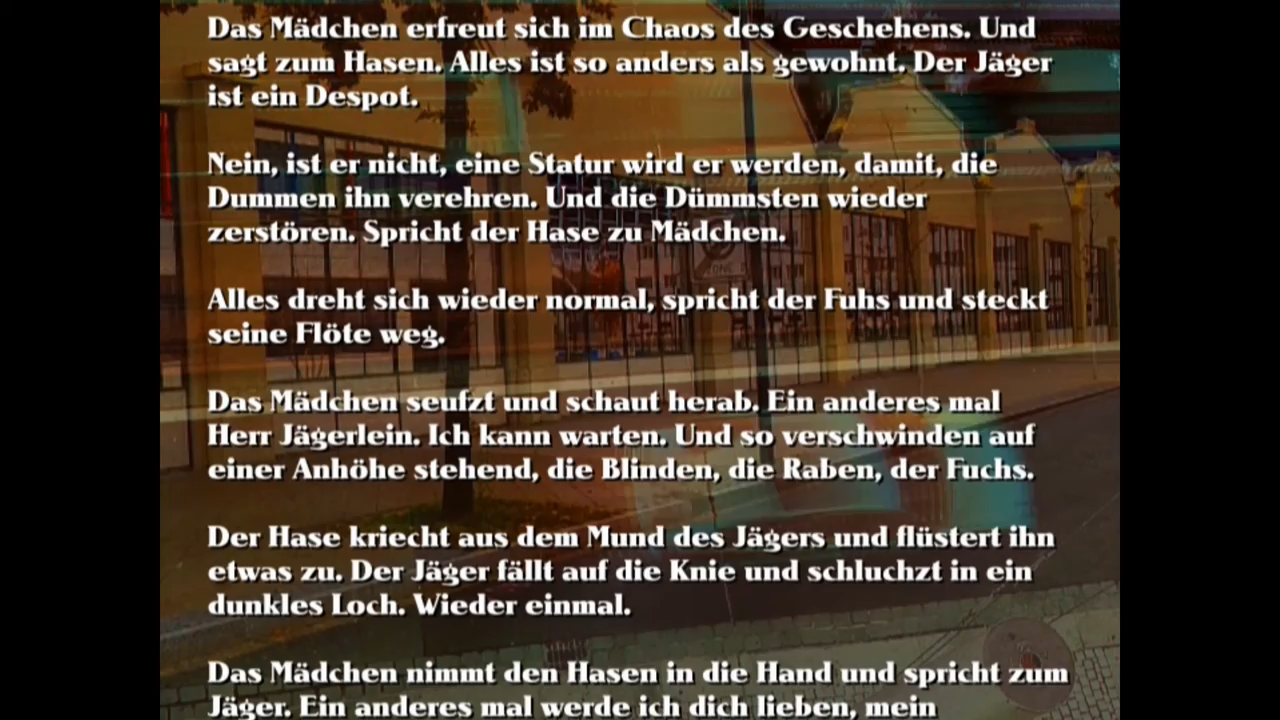 Das Mädchen erfreut sich im Chaos des Geschehens. Und
sagt zum Hasen. Alles ist so anders als gewohnt. Der Jäger
ist ein Despot.
Nein, ist er nicht, eine Statur wird er werden, damit, die
Dummen ihn verehren. Und die Dümmsten wieder
zerstören. Spricht der Hase zu Mädchen.
Alles dreht sich wieder normal, spricht der Fuhs und steckt
seine Flöte weg.
Das Mädchen seufzt und schaut herab. Ein anderes mal
Herr Jägerlein. Ich kann warten. Und so verschwinden auf
einer Anhöhe stehend, die Blinden, die Raben, der Fuchs.
Der Hase kriecht aus dem Mund des Jägers und flüstert ihn
etwas zu. Der Jäger fällt auf die Knie und schluchzt in ein
dunkles Loch. Wieder einmal.
Das Mädchen nimmt den Hasen in die Hand und spricht zum
Jäger. Ein anderes mal werde ich dich lieben, mein
ZONE